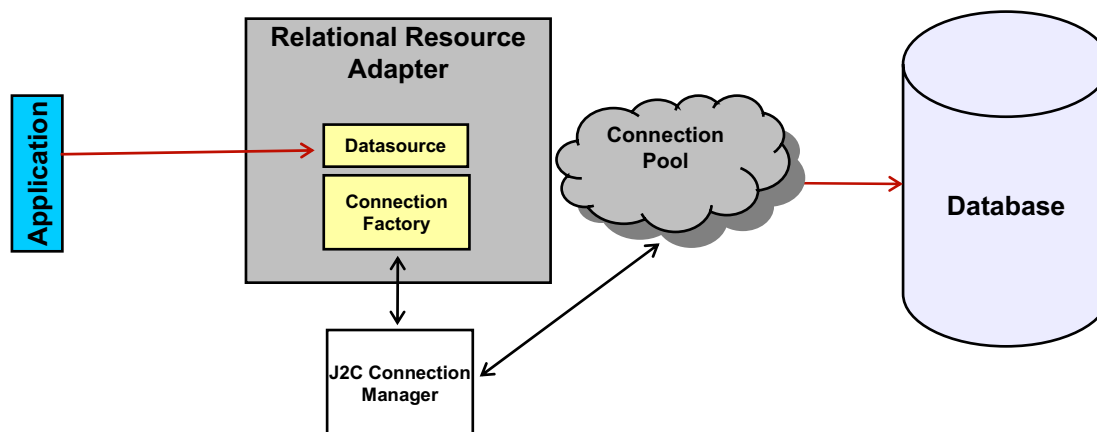 Relational Resource
Adapter
Application
Datasource
Connection
Factory
Connection
Pool
Database
J2C Connection
Manager